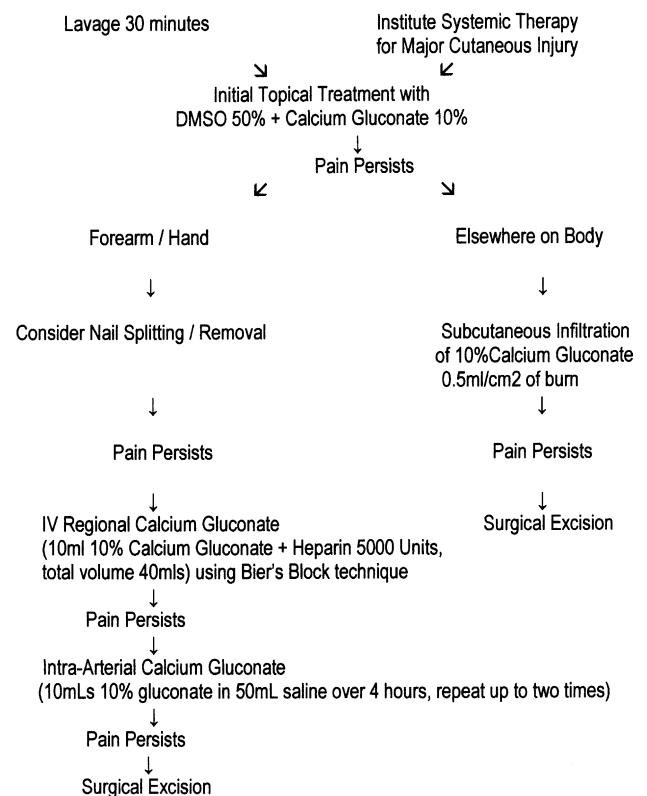 Lavage 30 minutes
Institute Systemic Therapy
for Major Cutaneous Injury
Initial Topical Treatment with
DMSO 50% + Calcium Gluconate 10%
Pain Persists
Forearm / Hand
Elsewhere on Body
Consider Nail Splitting / Removal
Subcutaneous Infiltration
of 10%Calcium Gluconate
0.5ml/cm2 of burn
Pain Persists
Pain Persists
IV Regional Calcium Gluconate
(10ml 10% Calcium Gluconate + Heparin 5000 Units,
total volume 40mls) using Bier's Block technique
Surgical Excision
Pain Persists
Intra-Arterial Calcium Gluconate
(10mLs 10% gluconate in 50mL saline over 4 hours, repeat up to two times)
Pain Persists
Surgical Excision